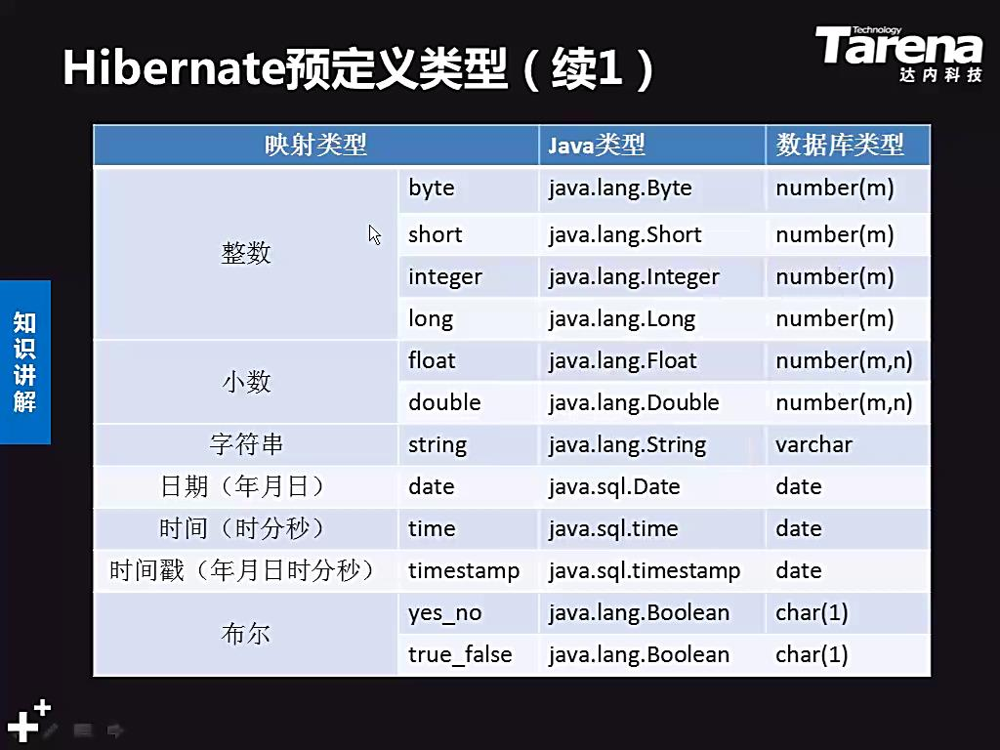 Hibernate预定义类型（续1）
Technology
Tarena
达内科技
知识讲解
映射类型 Java类型 数据库类型
整数 byte java.lang.Byte number(m)
short java.lang.Short number(m)
integer java.lang.Integer number(m)
long java.lang.Long number(m)
小数 float java.lang.Float number(m,n)
double java.lang.Double number(m,n)
字符串 string java.lang.String varchar
日期（年月日） date java.sql.Date date
时间（时分秒） time java.sql.time date
时间戳（年月日时分秒） timestamp java.sql.timestamp date
布尔 yes_no java.lang.Boolean char(1)
true_false java.lang.Boolean char(1)